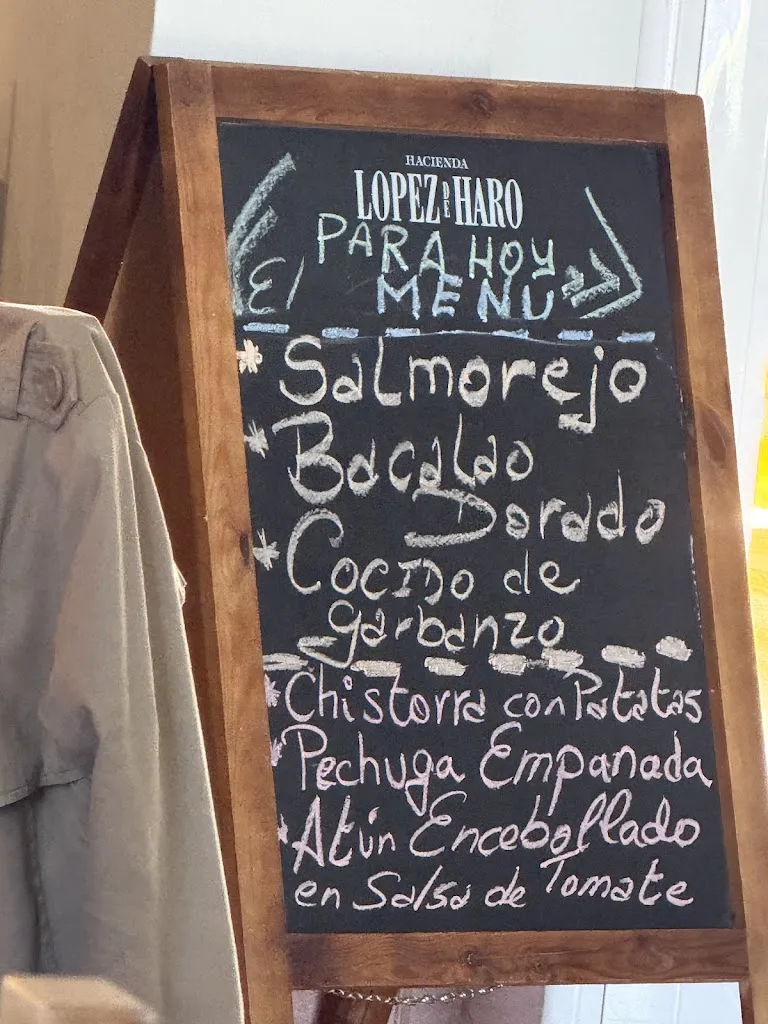 HACIENDA
LOPEZ DE HARO
PARA HOY
El MENU
* Salmorejo
* Bacalao
Dorado
* Cocido de
garbanzo
* Chistorra con Patatas
* Pechuga Empanada
* Atún Encebollado
en Salsa de Tomate